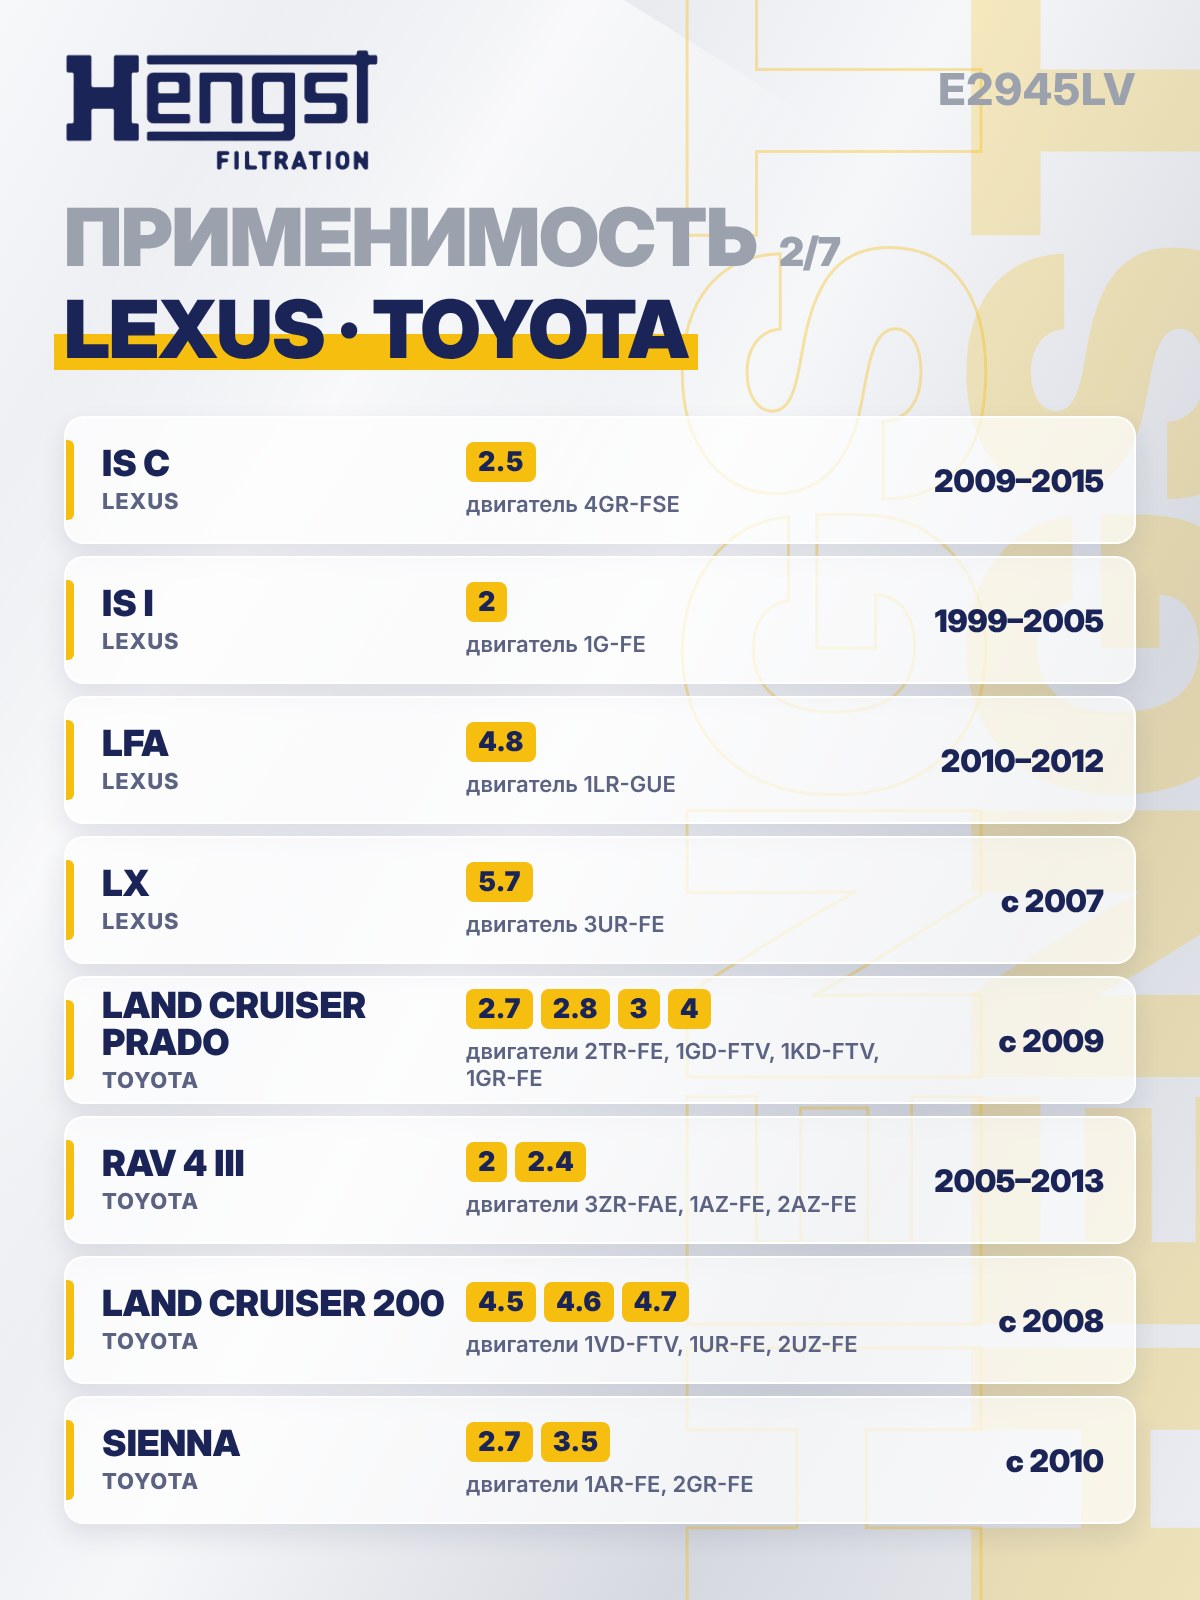 Hengst
FILTRATION
E2945LV
ПРИМЕНИМОСТЬ 2/7
LEXUS · TOYOTA
IS C
LEXUS
2.5
двигатель 4GR-FSE
2009–2015
IS I
LEXUS
2
двигатель 1G-FE
1999–2005
LFA
LEXUS
4.8
двигатель 1LR-GUE
2010–2012
LX
LEXUS
5.7
двигатель 3UR-FE
с 2007
LAND CRUISER
PRADO
TOYOTA
2.7 2.8 3 4
двигатели 2TR-FE, 1GD-FTV, 1KD-FTV,
1GR-FE
с 2009
RAV 4 III
TOYOTA
2 2.4
двигатели 3ZR-FAE, 1AZ-FE, 2AZ-FE
2005–2013
LAND CRUISER 200
TOYOTA
4.5 4.6 4.7
двигатели 1VD-FTV, 1UR-FE, 2UZ-FE
с 2008
SIENNA
TOYOTA
2.7 3.5
двигатели 1AR-FE, 2GR-FE
с 2010
HENGST
HENGST